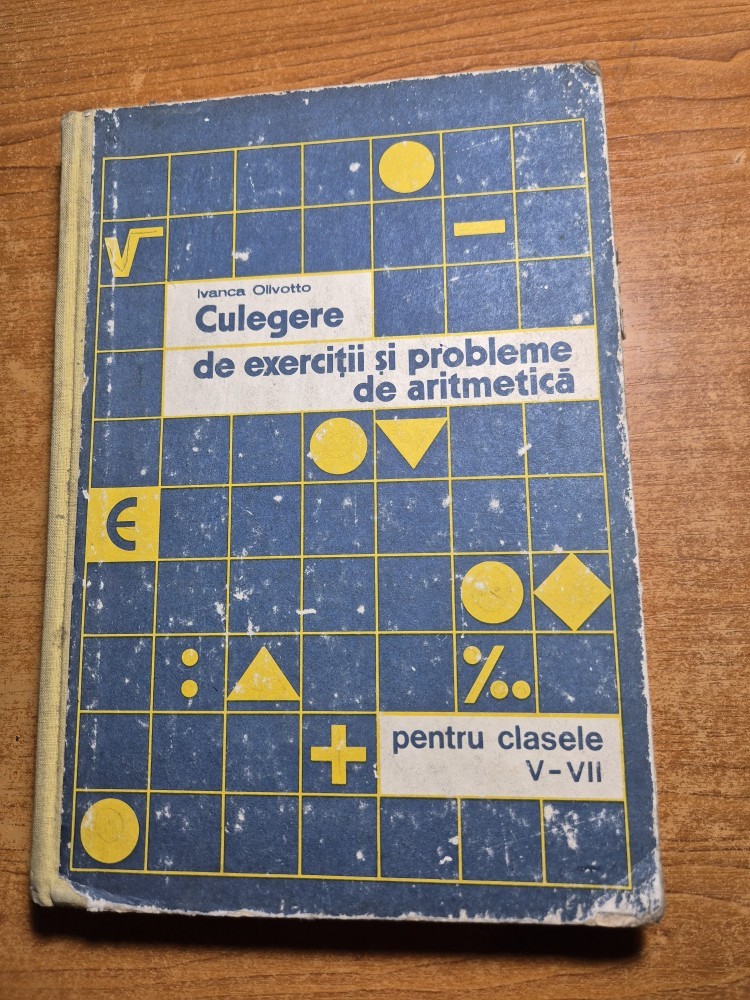 √
−
Ivanca Olivotto
Culegere
de exerciții și probleme
de aritmetică
∈
:
‰
+
pentru clasele
V-VII